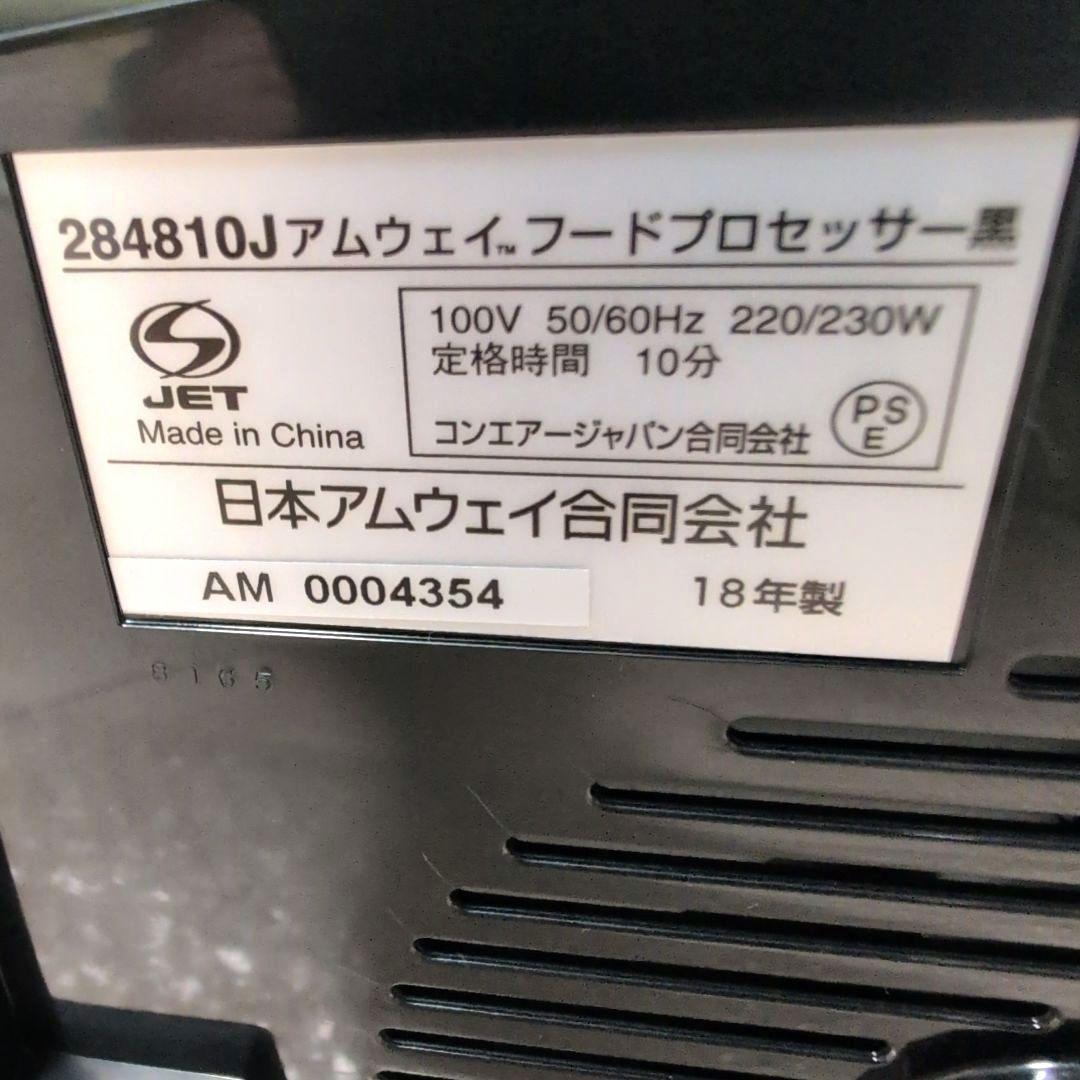 284810Jアムウェイ™フードプロセッサー黒
JET
Made in China
100V 50/60Hz 220/230W
定格時間 10分
コンエアージャパン合同会社
PS
E
日本アムウェイ合同会社
AM 0004354
18年製
8165